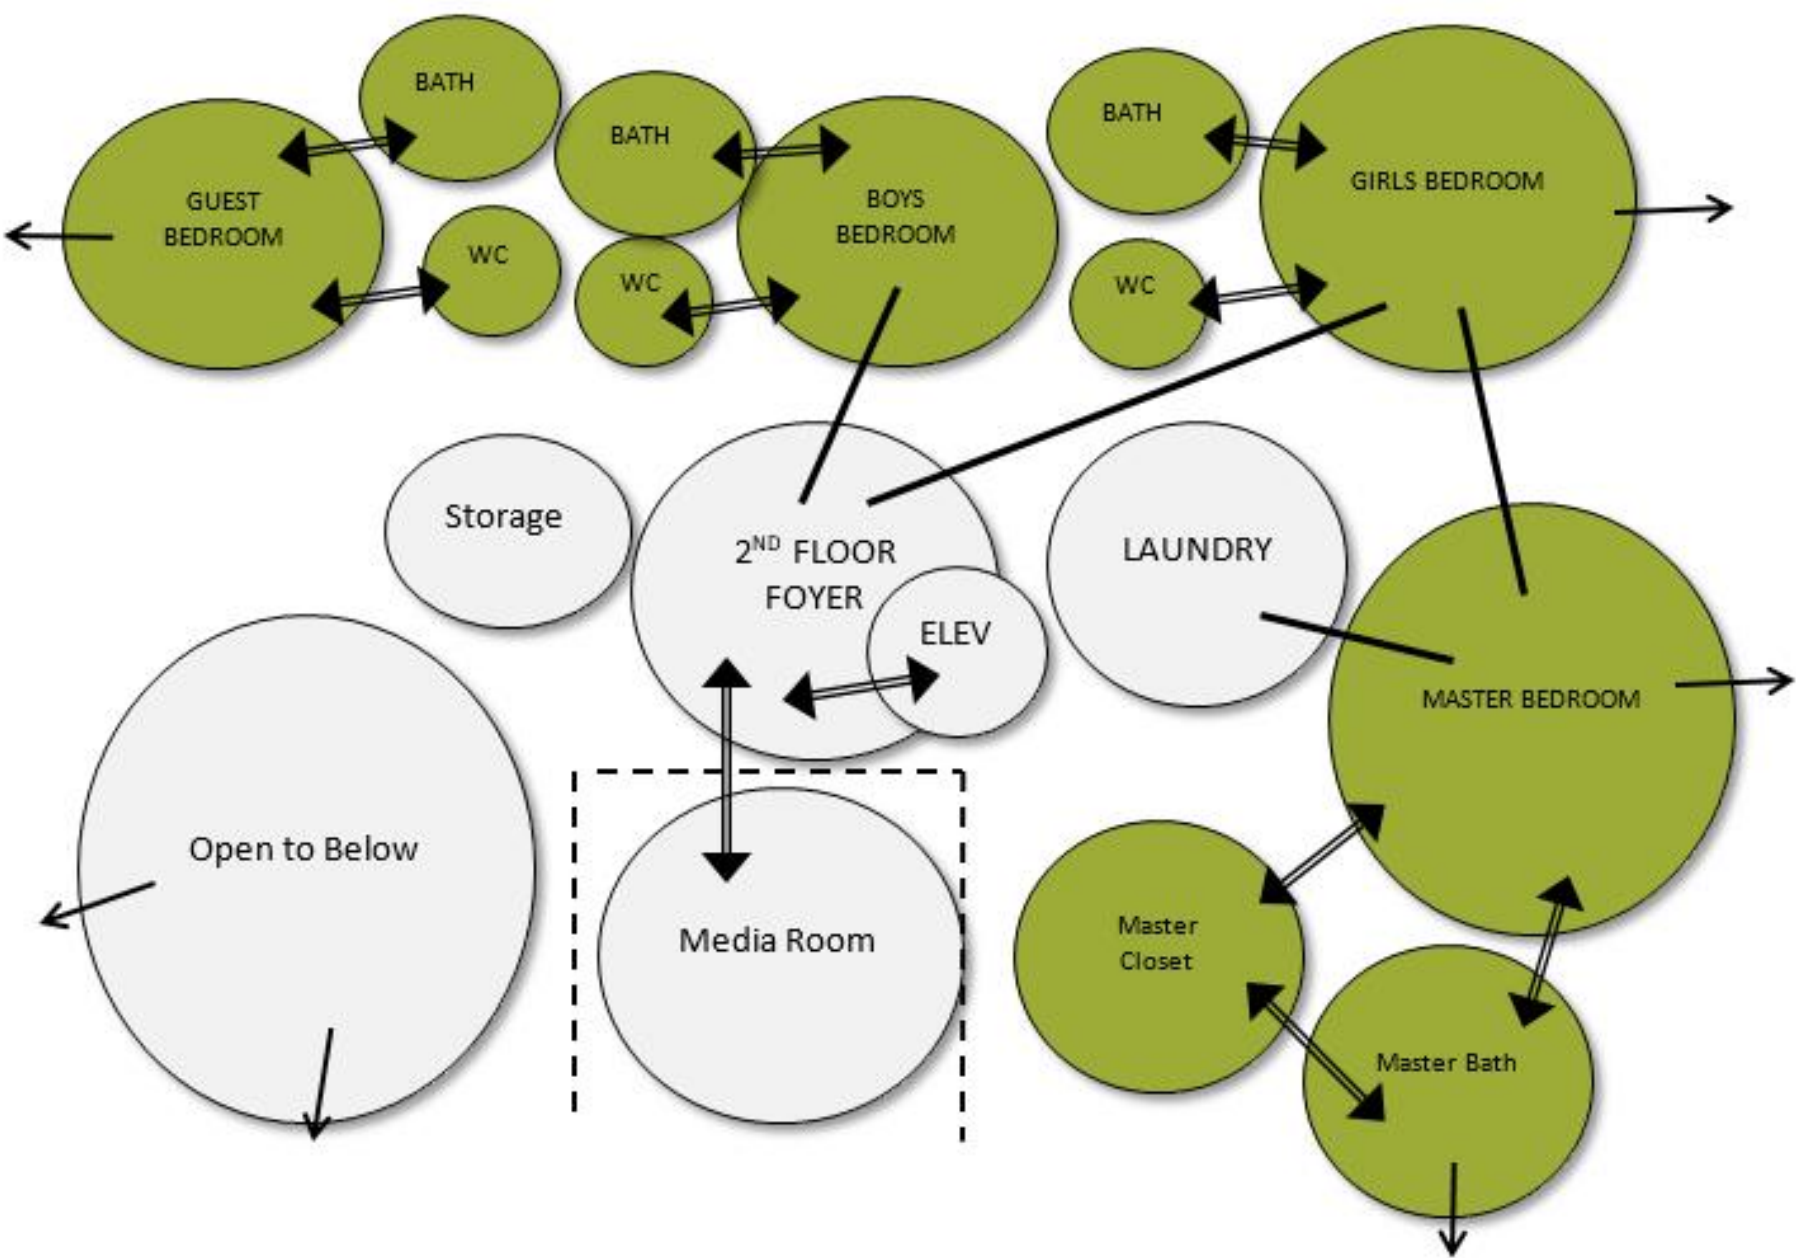 BATH
BATH
BATH
GUEST
BEDROOM
BOYS
BEDROOM
GIRLS BEDROOM
WC
WC
WC
Storage
2ND FLOOR
FOYER
LAUNDRY
ELEV
MASTER BEDROOM
Open to Below
Media Room
Master
Closet
Master Bath